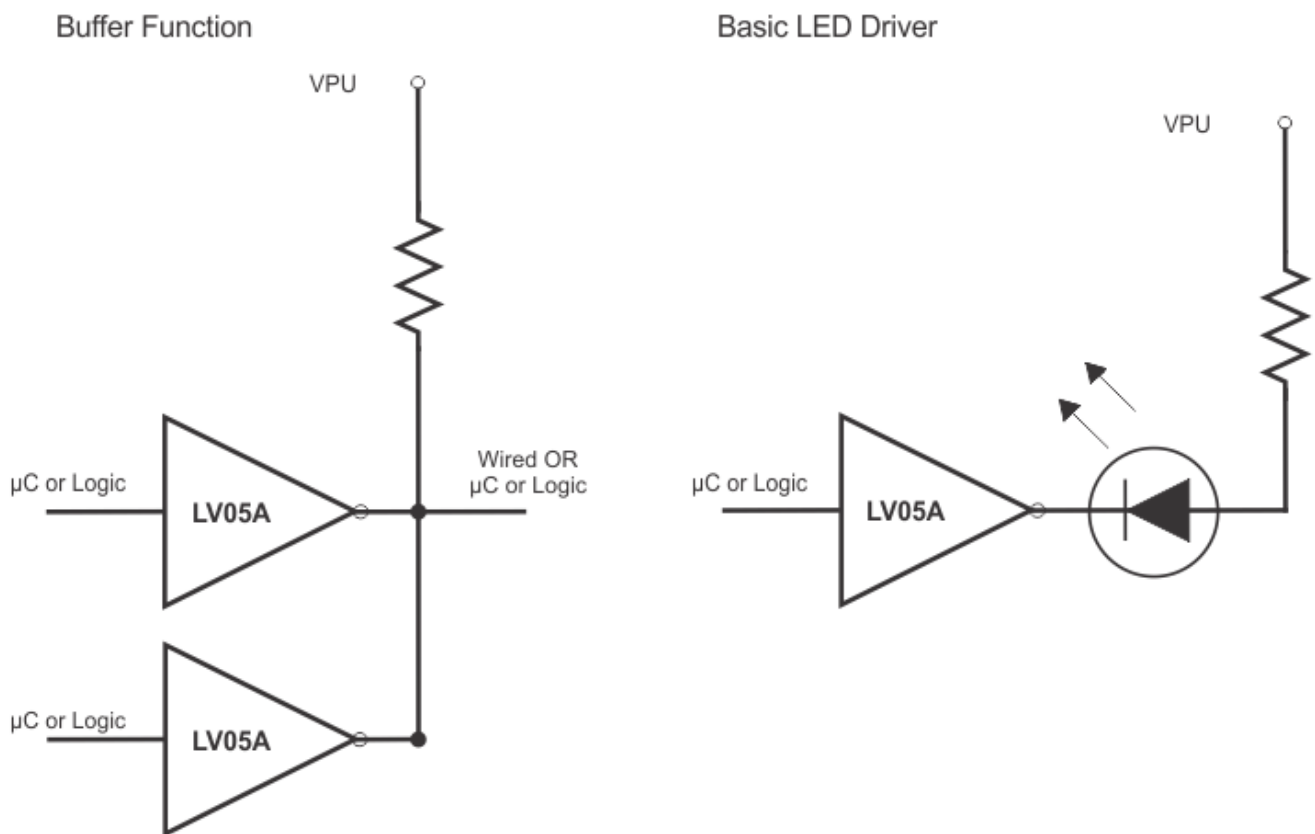 Buffer Function
VPU
µC or Logic
LV05A
Wired OR
µC or Logic
µC or Logic
LV05A
Basic LED Driver
VPU
µC or Logic
LV05A